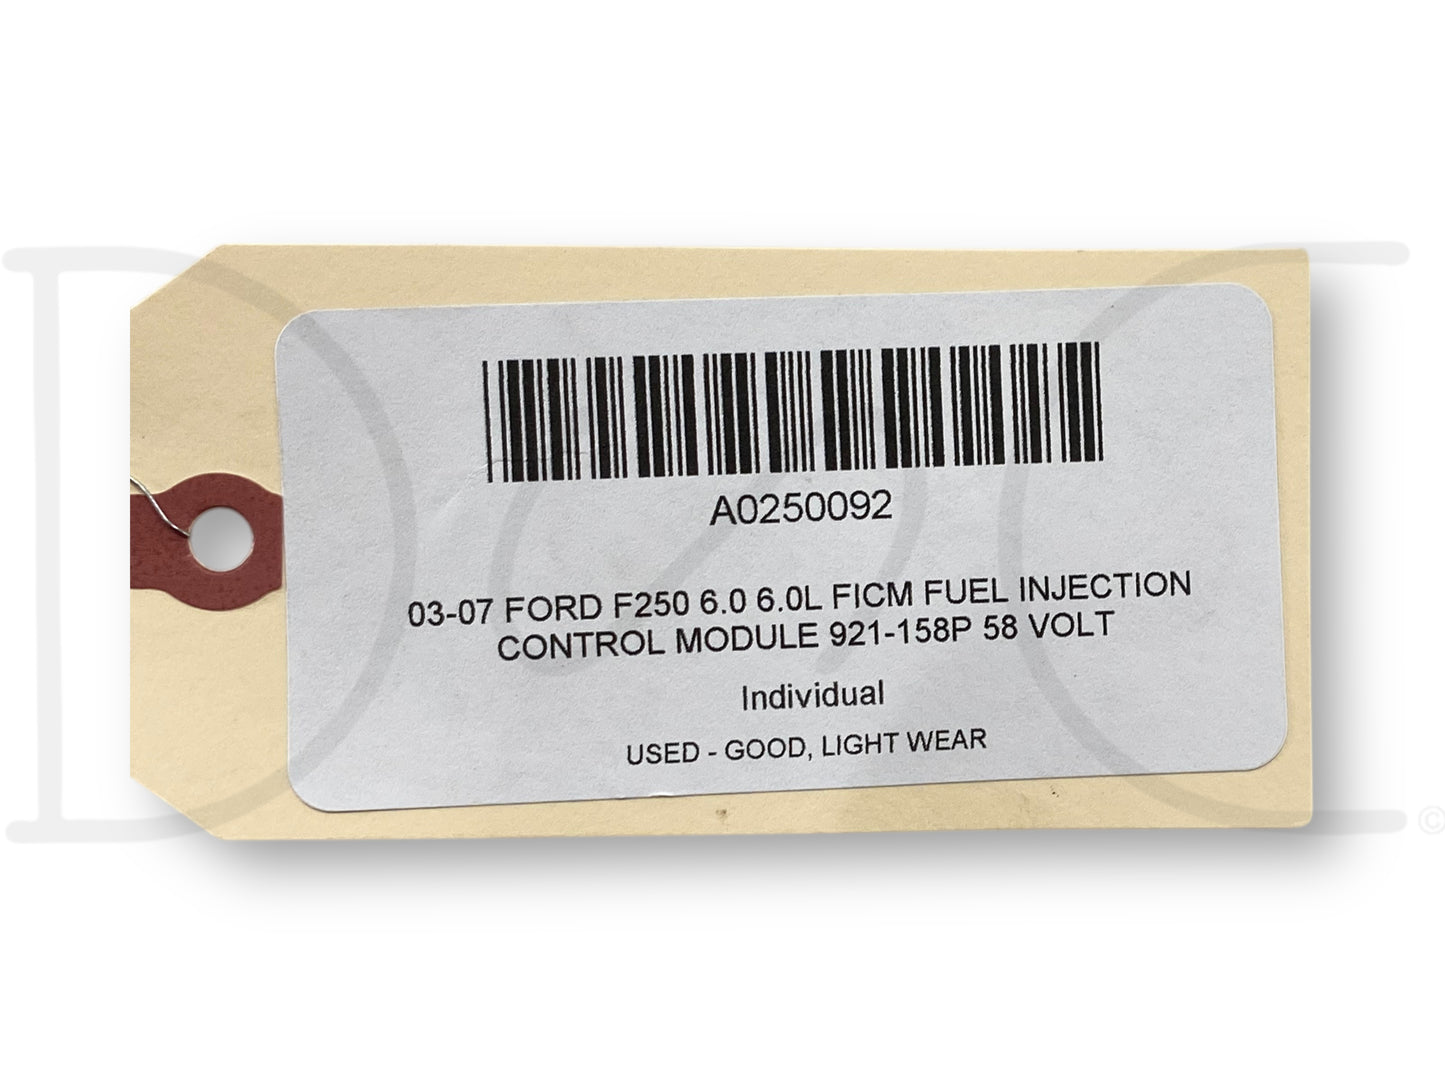 A0250092
03-07 FORD F250 6.0 6.0L FICM FUEL INJECTION
CONTROL MODULE 921-158P 58 VOLT
Individual
USED - GOOD, LIGHT WEAR
©